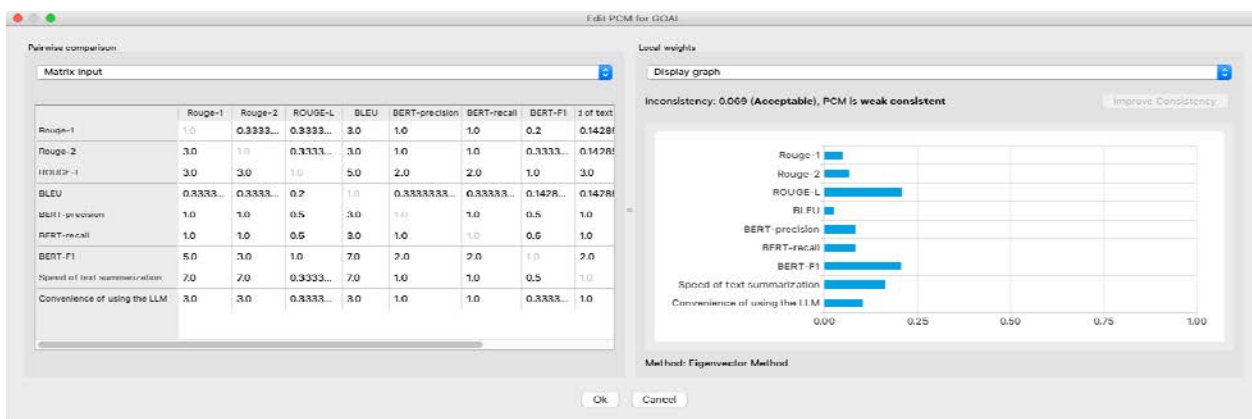 Edit PCM for GOAL
Pairwise comparison
Matrix input
Rouge-1 Rouge-2 ROUGE-L BLEU BERT-precision BERT-recall BERT-F1 d of text
Rouge-1 1.0 0.3333... 0.3333... 3.0 1.0 1.0 0.2 0.1428
Rouge-2 3.0 1.0 0.3333... 3.0 1.0 1.0 0.3333... 0.1428
ROUGE-L 3.0 3.0 1.0 5.0 2.0 2.0 1.0 3.0
BLEU 0.3333... 0.3333... 0.2 1.0 0.3333333... 0.33333... 0.1428... 0.1428
BERT-precision 1.0 1.0 0.5 3.0 1.0 1.0 0.5 1.0
BERT-recall 1.0 1.0 0.5 3.0 1.0 1.0 0.5 1.0
BERT-F1 5.0 3.0 1.0 7.0 2.0 2.0 1.0 2.0
Speed of text summarization 7.0 7.0 0.3333... 7.0 1.0 1.0 0.5 1.0
Convenience of using the LLM 3.0 3.0 0.3333... 3.0 1.0 1.0 0.3333... 1.0
Local weights
Display graph
Inconsistency: 0.069 (Acceptable), PCM is weak consistent
Improve Consistency
Rouge-1
Rouge-2
ROUGE-L
BLEU
BERT-precision
BERT-recall
BERT-F1
Speed of text summarization
Convenience of using the LLM
0.00 0.25 0.50 0.75 1.00
Method: Eigenvector Method
Ok Cancel